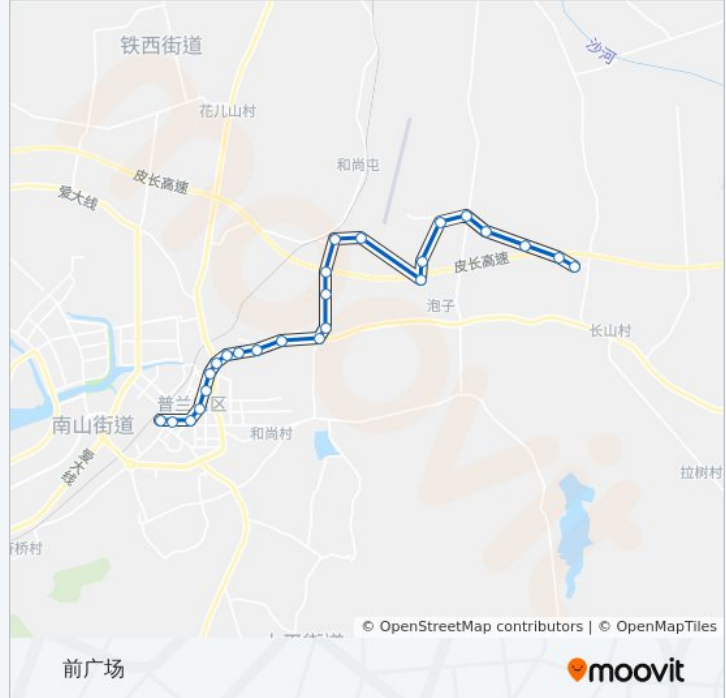 铁西街道
沙河
花儿山村
和尚屯
皮长高速
爱大线
皮长高速
泡子
长山村
普兰 区
南山街道
和尚村
爱大线
拉树村
桥村
© OpenStreetMap contributors | © OpenMapTiles
前广场
moovit